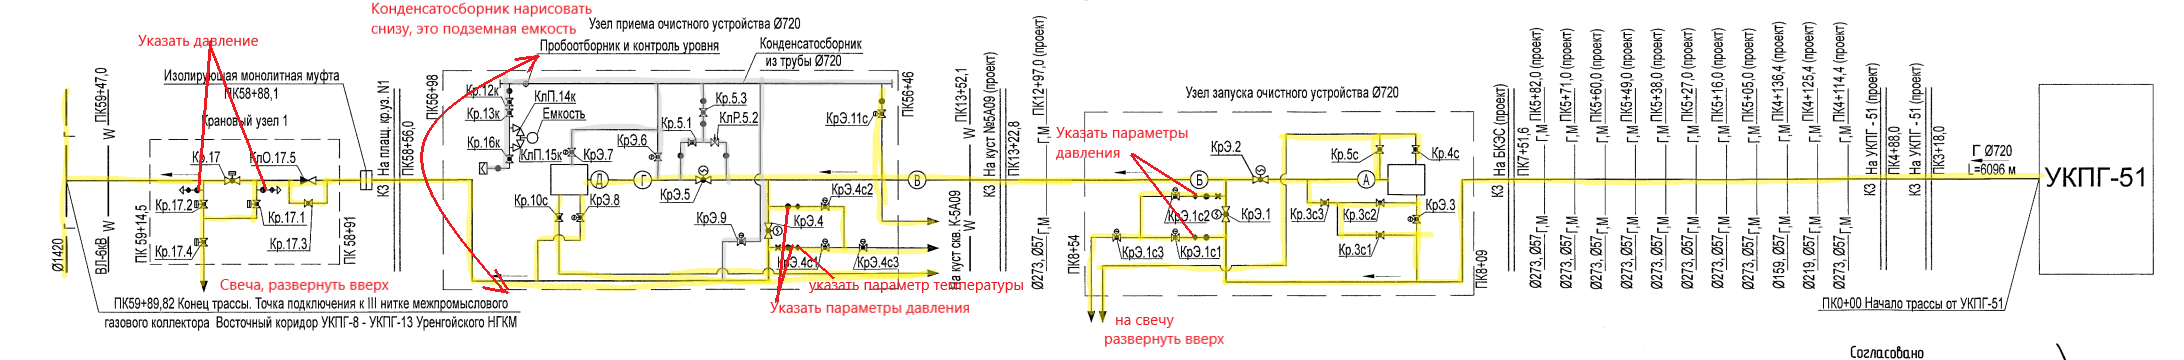 Конденсатосборник нарисовать
снизу, это подземная емкость
Узел приема очистного устройства Ø720
Указать давление
Пробоотборник и контроль уровня
Конденсатосборник
из трубы Ø720
Изолирующая монолитная муфта
ПК58+88,1
Крановый узел 1
Ø1420
Г
Г
ВЛ-6кВ
W
W
ПК59+47,0
ПК 59+14,5
Кр.17
КлО.17.5
Кр.17.2
Кр.17.1
Кр.17.3
Кр.17.4
ПК 58+91
КЗ На площ. кр.уз. N1
ПК58+56,0
ПК56+98
Свеча, развернуть вверх
ПК59+89,82 Конец трассы. Точка подключения к III нитке межпромыслового
газового коллектора Восточный коридор УКПГ-8 - УКПГ-13 Уренгойского НГКМ
Кр.12к
Кр.13к
КлП.14к
Емкость
Кр.16к
КлП.15к
КрЭ.7
КрЭ.6
Кр.5.1
Кр.5.3
КлР.5.2
КрЭ.11с
Д
Г
КрЭ.5
В
Кр.10с
КрЭ.8
КрЭ.9
КрЭ.4с2
КрЭ.4
КрЭ.4с1
КрЭ.4с3
указать параметр температуры
Указать параметры давления
ПК56+46
На куст скв. К-5А09
W
W
ПК13+52,1
КЗ На куст №5А09 (проект)
ПК13+22,8
Ø273, Ø57 Г,М Г,М ПК12+97,0 (проект)
Узел запуска очистного устройства Ø720
Указать параметры
давления
КрЭ.2
Кр.5с
Кр.4с
Б
А
КрЭ.1с2
КрЭ.1
Кр.3с3
Кр.3с2
КрЭ.3
КрЭ.1с3
КрЭ.1с1
Кр.3с1
ПК8+54
ПК8+09
на свечу
развернуть вверх
КЗ На БКЭС (проект)
ПК7+51,6
Ø273, Ø57 Г,М Г,М ПК5+82,0 (проект)
Ø273, Ø57 Г,М Г,М ПК5+71,0 (проект)
Ø273, Ø57 Г,М Г,М ПК5+60,0 (проект)
Ø273, Ø57 Г,М Г,М ПК5+49,0 (проект)
Ø273, Ø57 Г,М Г,М ПК5+38,0 (проект)
Ø273, Ø57 Г,М Г,М ПК5+27,0 (проект)
Ø273, Ø57 Г,М Г,М ПК5+16,0 (проект)
Ø273, Ø57 Г,М Г,М ПК5+05,0 (проект)
Ø159, Ø57 Г,М Г,М ПК4+136,4 (проект)
Ø219, Ø57 Г,М Г,М ПК4+125,4 (проект)
Ø273, Ø57 Г,М Г,М ПК4+114,4 (проект)
КЗ На УКПГ -51 (проект)
ПК4+88,0
КЗ На УКПГ -51 (проект)
ПК3+18,0
Г Ø720
L=6096 м
УКПГ-51
ПК0+00 Начало трассы от УКПГ-51
Согласовано